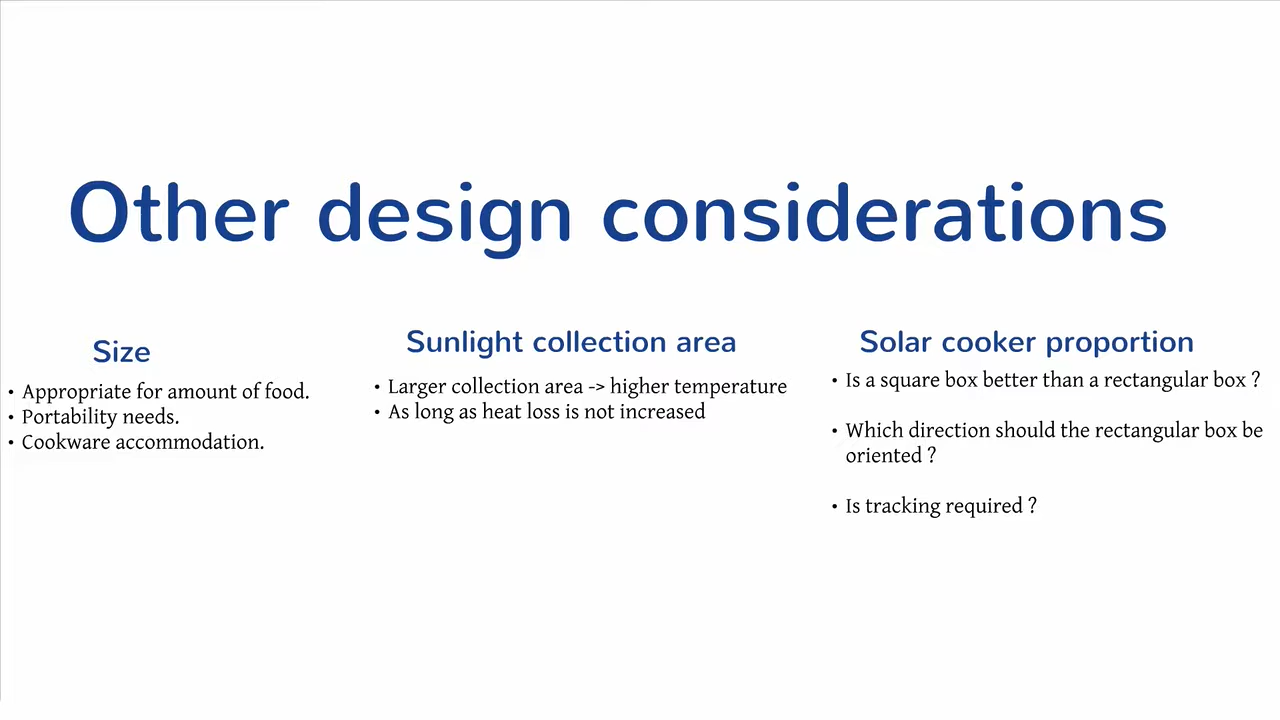 Other design considerations
Size
• Appropriate for amount of food.
• Portability needs.
• Cookware accommodation.
Sunlight collection area
• Larger collection area -> higher temperature
• As long as heat loss is not increased
Solar cooker proportion
• Is a square box better than a rectangular box ?
• Which direction should the rectangular box be
oriented ?
• Is tracking required ?